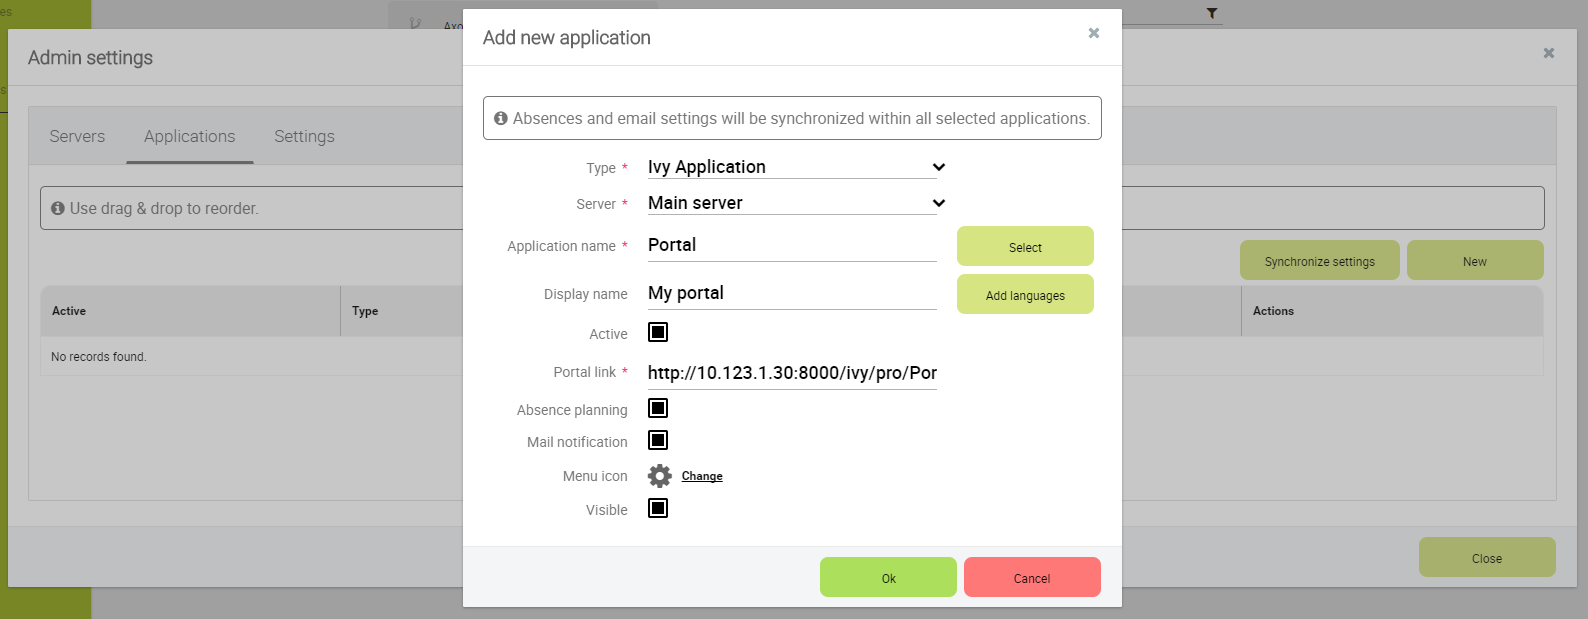 es
Axo
Add new application
Admin settings
s
Absences and email settings will be synchronized within all selected applications.
Servers
Applications
Settings
Type *
Ivy Application
Use drag & drop to reorder.
Server *
Main server
Application name *
Portal
Select
Synchronize settings
New
Display name
My portal
Add languages
Active
Type
Actions
Active
No records found.
Portal link *
http://10.123.1.30:8000/ivy/pro/Por
Absence planning
Mail notification
Menu icon
Change
Visible
Close
Ok
Cancel